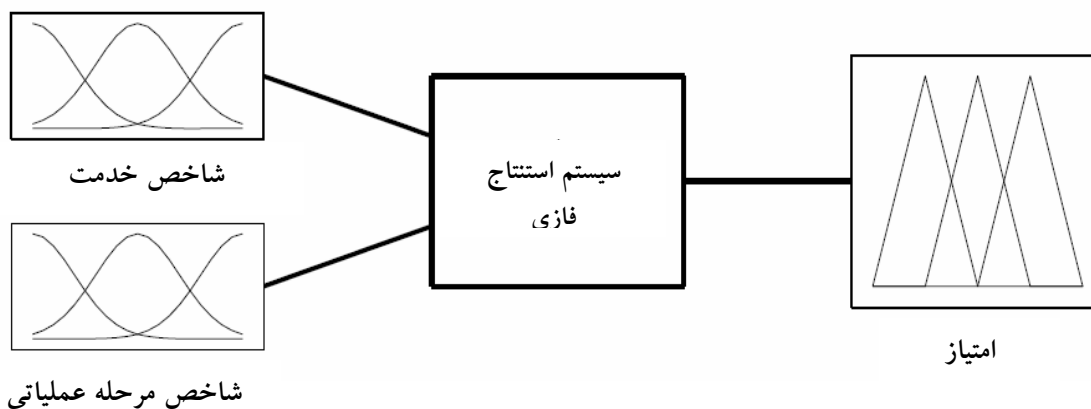 شاخص خدمت
سیستم استنتاج
فازی
امتیاز
شاخص مرحله عملیاتی